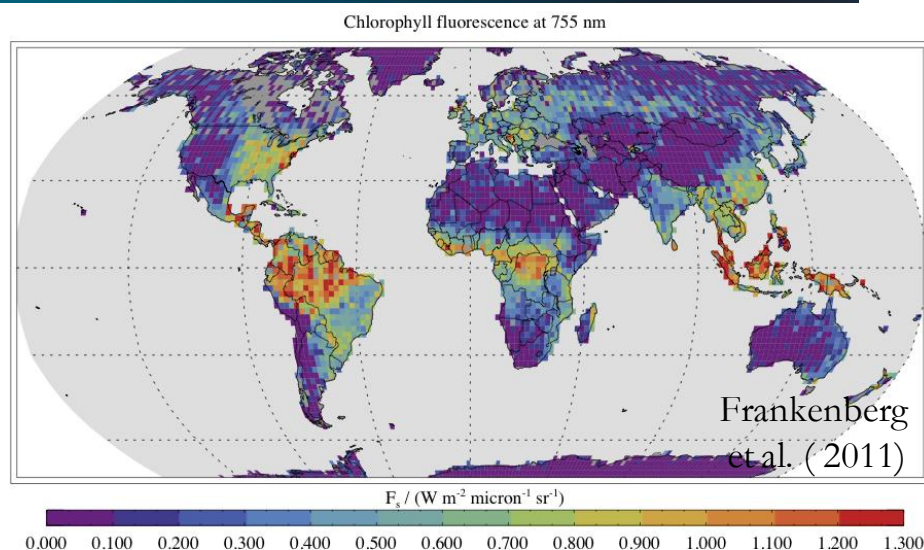 Chlorophyll fluorescence at 755 nm
Frankenberg
et al. ( 2011)
Fs / (W m-2 micron-1 sr-1)
0.000 0.100 0.200 0.300 0.400 0.500 0.600 0.700 0.800 0.900 1.000 1.100 1.200 1.300